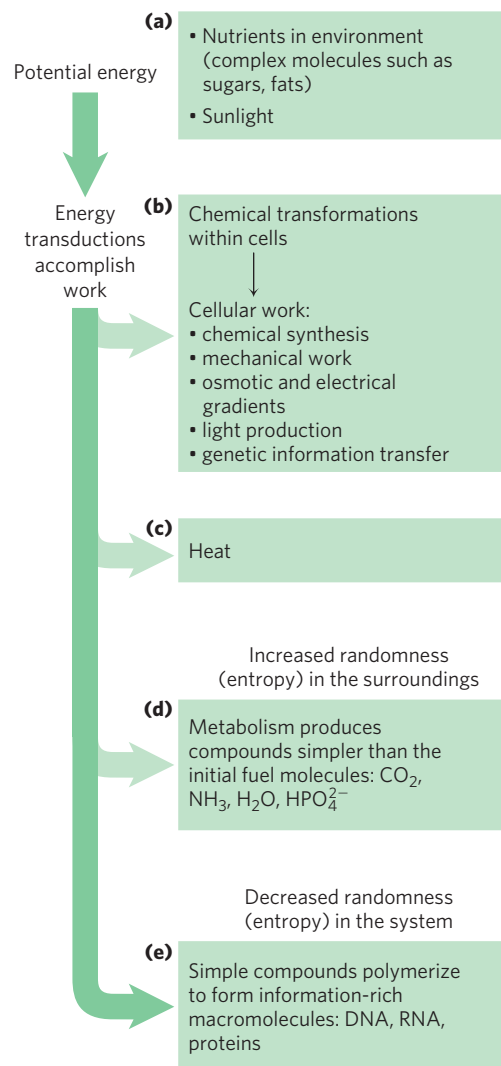 (a)
• Nutrients in environment
(complex molecules such as
sugars, fats)
• Sunlight
Potential energy
Energy
transductions
accomplish
work
(b)
Chemical transformations
within cells
Cellular work:
• chemical synthesis
• mechanical work
• osmotic and electrical
gradients
• light production
• genetic information transfer
(c)
Heat
Increased randomness
(entropy) in the surroundings
(d)
Metabolism produces
compounds simpler than the
initial fuel molecules: CO₂,
NH₃, H₂O, HPO₄²⁻
Decreased randomness
(entropy) in the system
(e)
Simple compounds polymerize
to form information-rich
macromolecules: DNA, RNA,
proteins